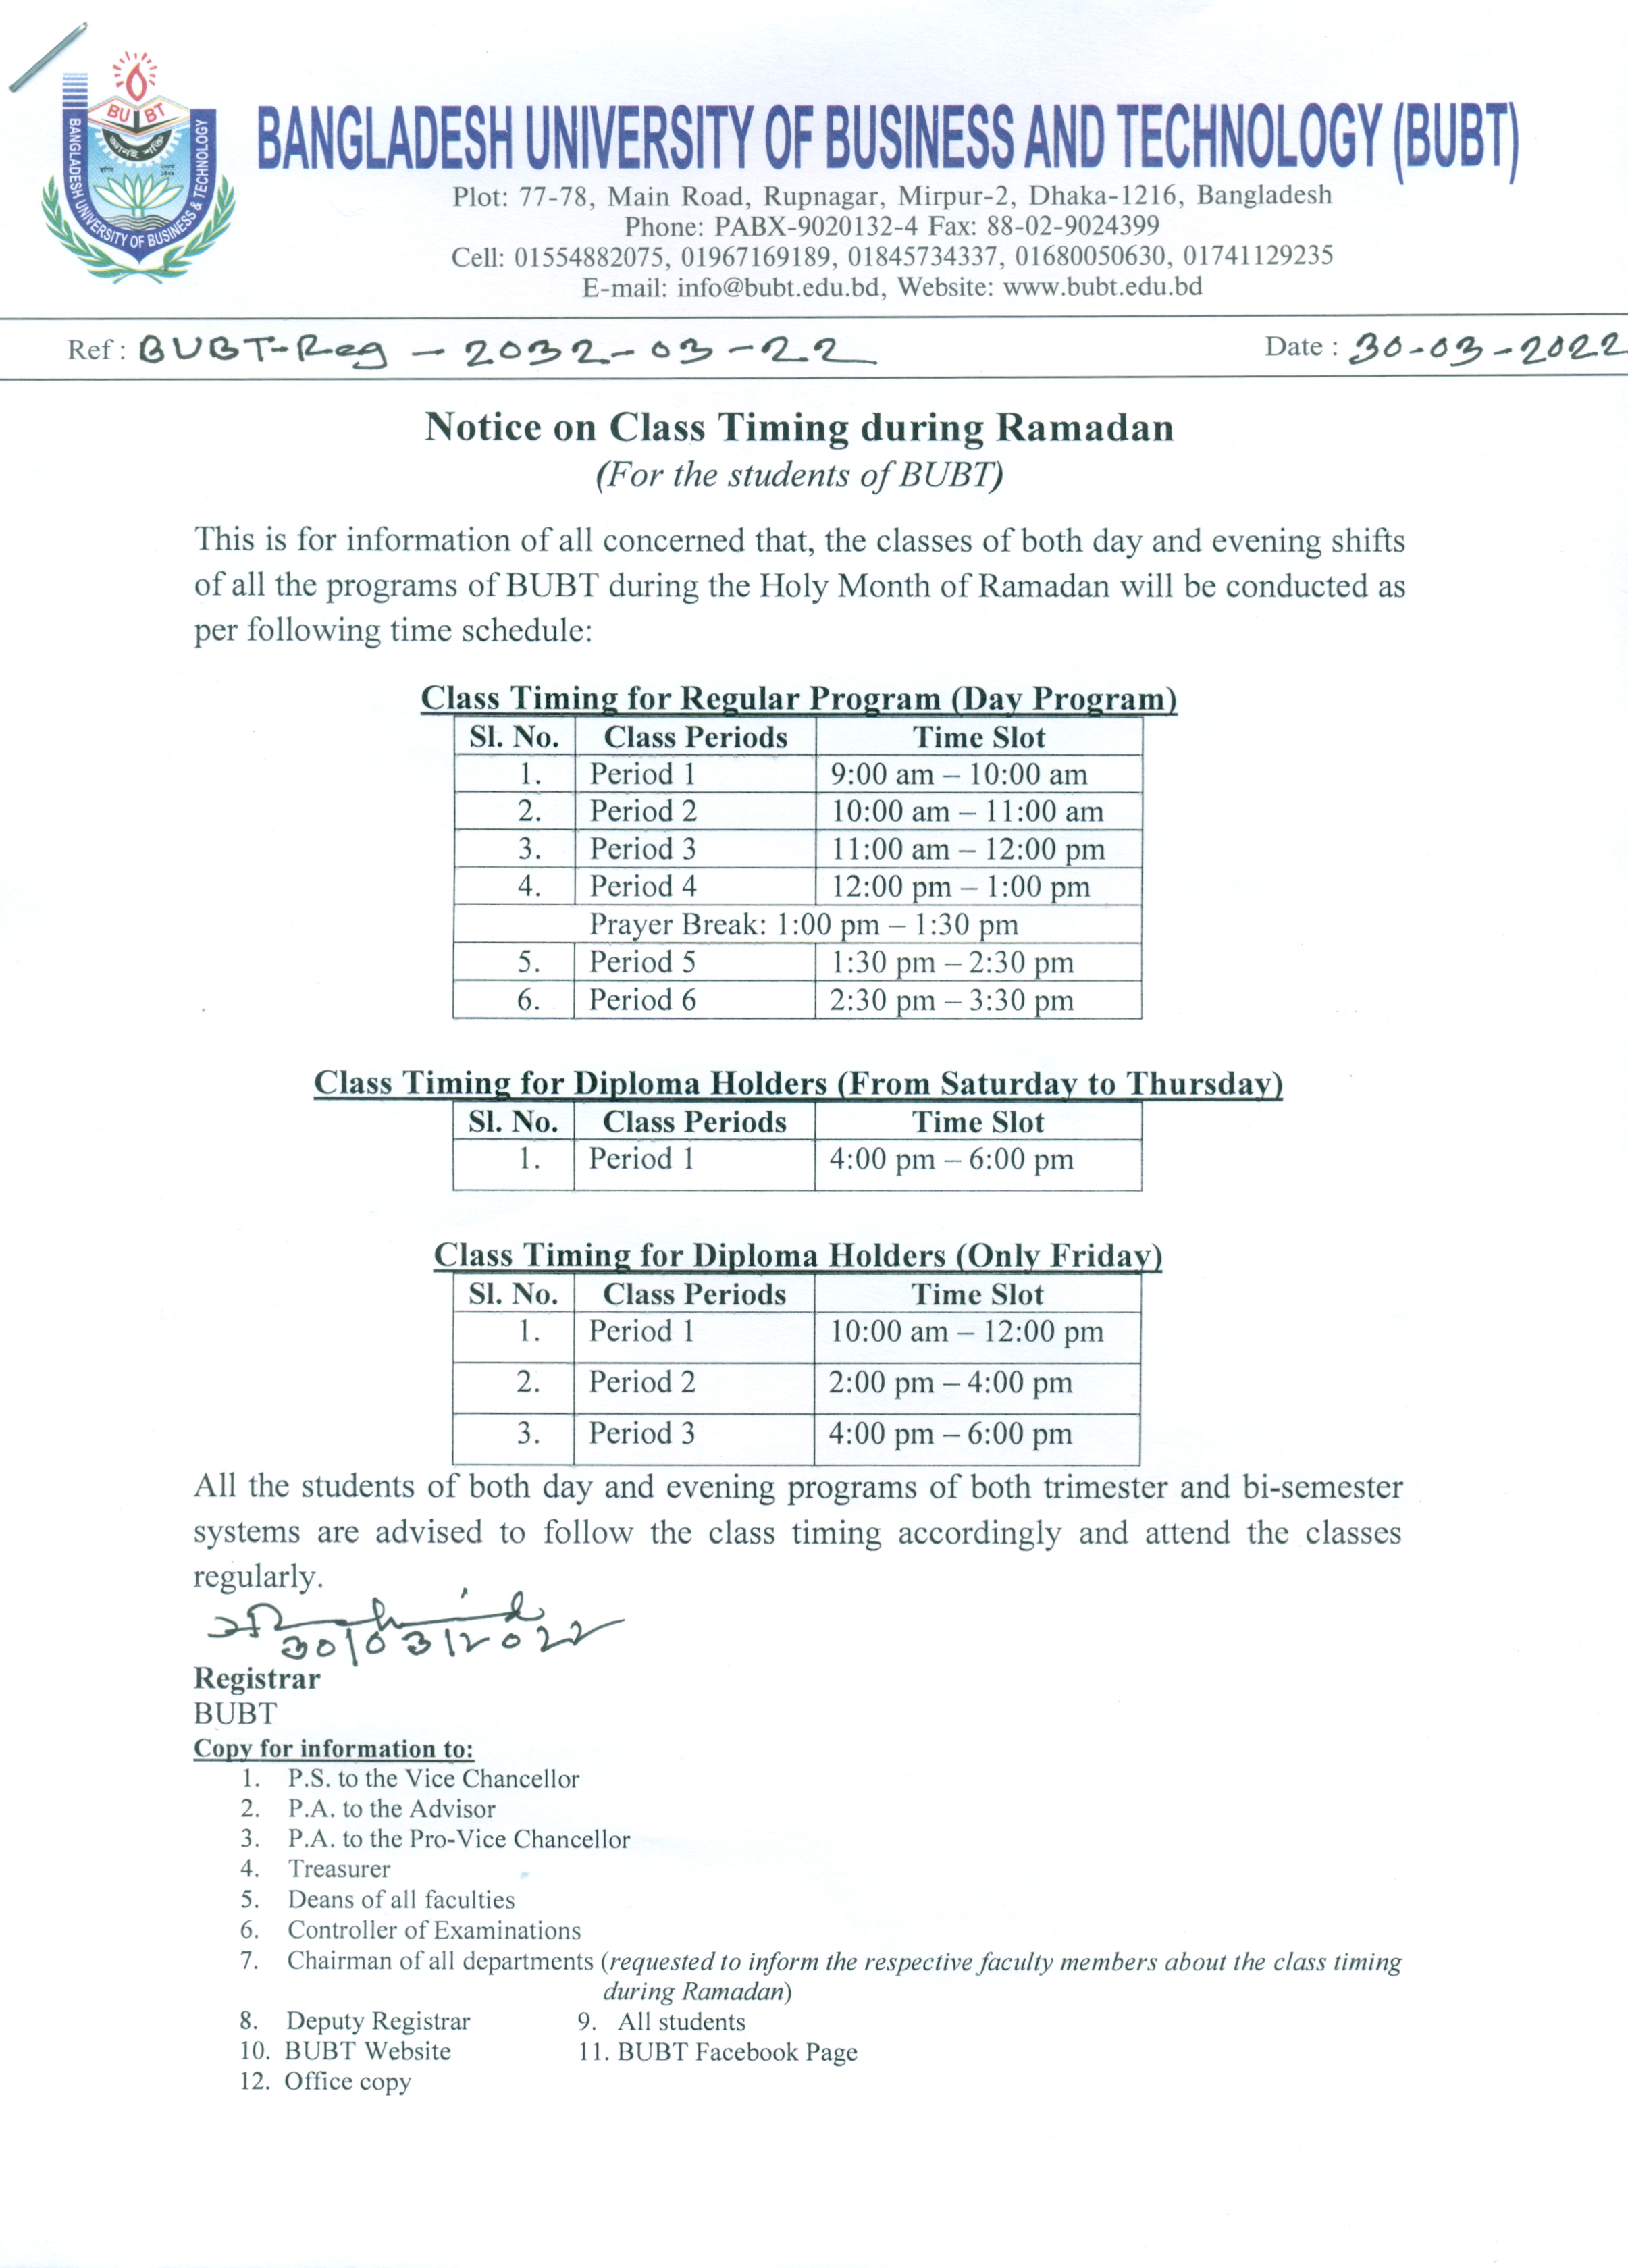 BUBT
জ্ঞানই শক্তি
BANGLADESH UNIVERSITY OF BUSINESS & TECHNOLOGY
BANGLADESH UNIVERSITY OF BUSINESS AND TECHNOLOGY (BUBT)
Plot: 77-78, Main Road, Rupnagar, Mirpur-2, Dhaka-1216, Bangladesh
Phone: PABX-9020132-4 Fax: 88-02-9024399
Cell: 01554882075, 01967169189, 01845734337, 01680050630, 01741129235
E-mail: info@bubt.edu.bd, Website: www.bubt.edu.bd
Ref : BUBT-Reg - 2032-03-22 Date : 30-03-2022
Notice on Class Timing during Ramadan
(For the students of BUBT)
This is for information of all concerned that, the classes of both day and evening shifts
of all the programs of BUBT during the Holy Month of Ramadan will be conducted as
per following time schedule:
Class Timing for Regular Program (Day Program)
Sl. No. Class Periods Time Slot
1. Period 1 9:00 am – 10:00 am
2. Period 2 10:00 am – 11:00 am
3. Period 3 11:00 am – 12:00 pm
4. Period 4 12:00 pm – 1:00 pm
Prayer Break: 1:00 pm – 1:30 pm
5. Period 5 1:30 pm – 2:30 pm
6. Period 6 2:30 pm – 3:30 pm
Class Timing for Diploma Holders (From Saturday to Thursday)
Sl. No. Class Periods Time Slot
1. Period 1 4:00 pm – 6:00 pm
Class Timing for Diploma Holders (Only Friday)
Sl. No. Class Periods Time Slot
1. Period 1 10:00 am – 12:00 pm
2. Period 2 2:00 pm – 4:00 pm
3. Period 3 4:00 pm – 6:00 pm
All the students of both day and evening programs of both trimester and bi-semester
systems are advised to follow the class timing accordingly and attend the classes
regularly.
30/03/2022
Registrar
BUBT
Copy for information to:
1. P.S. to the Vice Chancellor
2. P.A. to the Advisor
3. P.A. to the Pro-Vice Chancellor
4. Treasurer
5. Deans of all faculties
6. Controller of Examinations
7. Chairman of all departments (requested to inform the respective faculty members about the class timing
during Ramadan)
8. Deputy Registrar 9. All students
10. BUBT Website 11. BUBT Facebook Page
12. Office copy